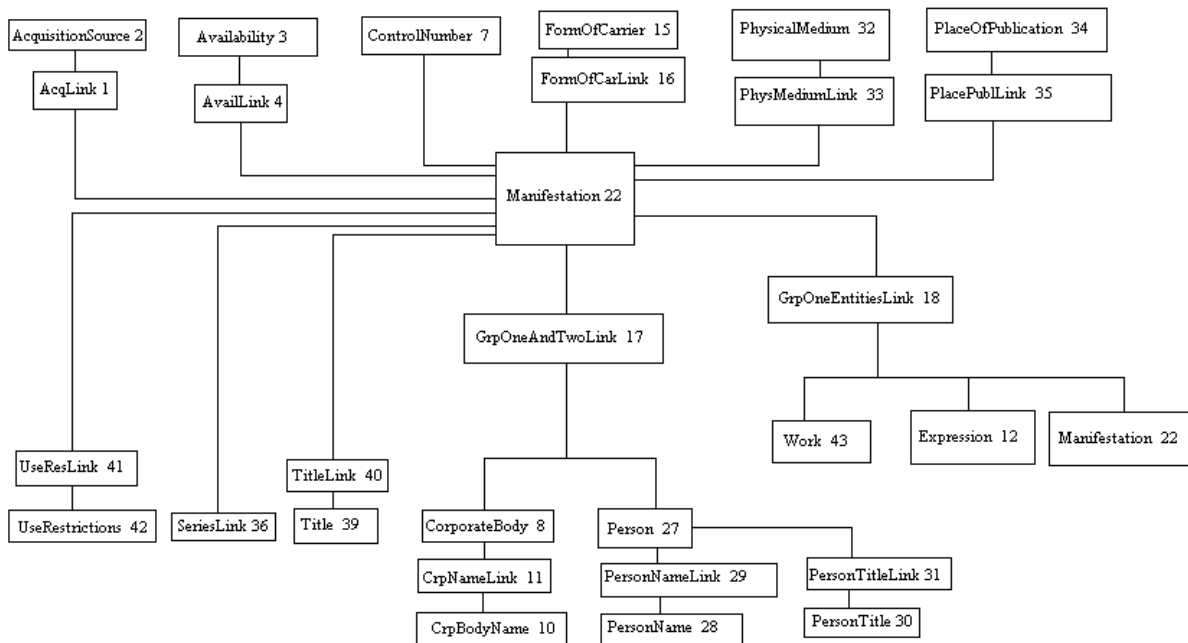 AcquisitionSource 2
Availability 3
ControlNumber 7
FormOfCarrier 15
PhysicalMedium 32
PlaceOfPublication 34
AcqLink 1
AvailLink 4
FormOfCarLink 16
PhysMediumLink 33
PlacePublLink 35
Manifestation 22
GrpOneEntitiesLink 18
GrpOneAndTwoLink 17
Work 43
Expression 12
Manifestation 22
UseResLink 41
TitleLink 40
UseRestrictions 42
SeriesLink 36
Title 39
CorporateBody 8
Person 27
CrpNameLink 11
PersonNameLink 29
PersonTitleLink 31
CrpBodyName 10
PersonName 28
PersonTitle 30